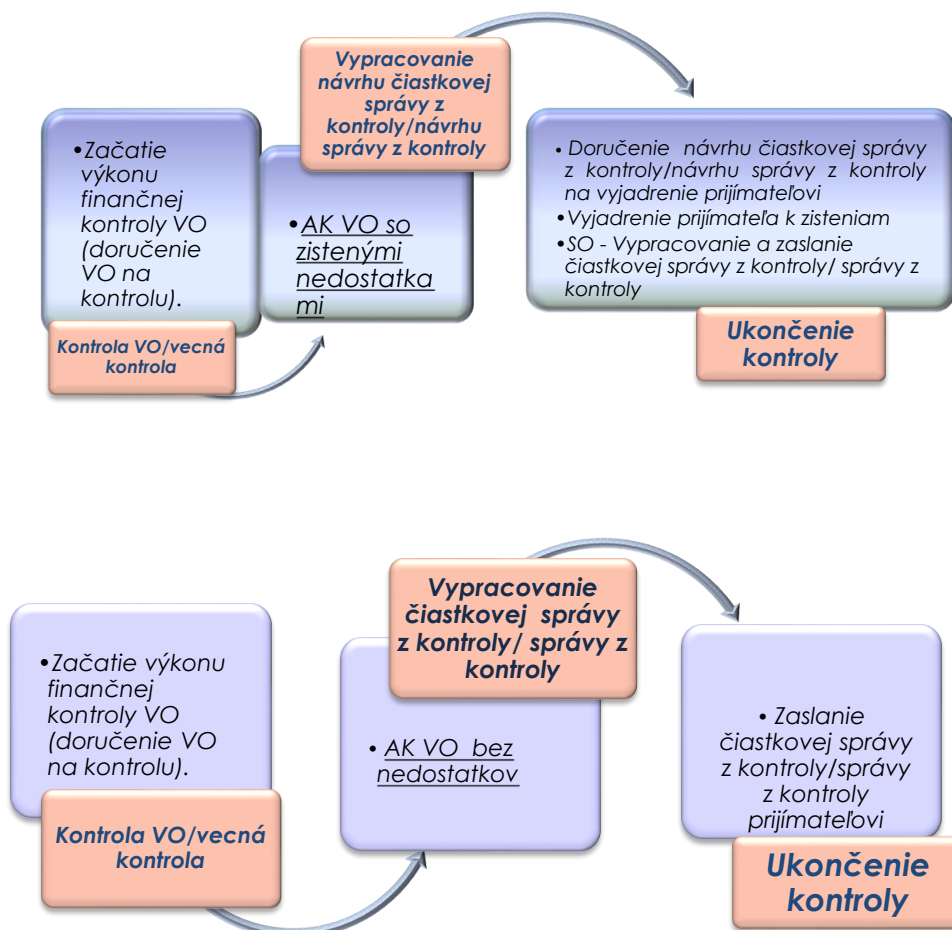 Vypracovanie
návrhu čiastkovej
správy z
kontroly/návrhu
správy z kontroly
•Začatie
výkonu
finančnej
kontroly VO
(doručenie
VO na
kontrolu).
Kontrola VO/vecná
kontrola
•AK VO so
zistenými
nedostatka
mi
• Doručenie návrhu čiastkovej správy
z kontroly/návrhu správy z kontroly
na vyjadrenie prijímateľovi
•Vyjadrenie prijímateľa k zisteniam
•SO - Vypracovanie a zaslanie
čiastkovej správy z kontroly/ správy z
kontroly
Ukončenie
kontroly
•Začatie výkonu
finančnej
kontroly VO
(doručenie VO
na kontrolu).
Kontrola VO/vecná
kontrola
Vypracovanie
čiastkovej správy
z kontroly/ správy z
kontroly
• AK VO bez
nedostatkov
• Zaslanie
čiastkovej správy
z kontroly/správy
z kontroly
prijímateľovi
Ukončenie
kontroly